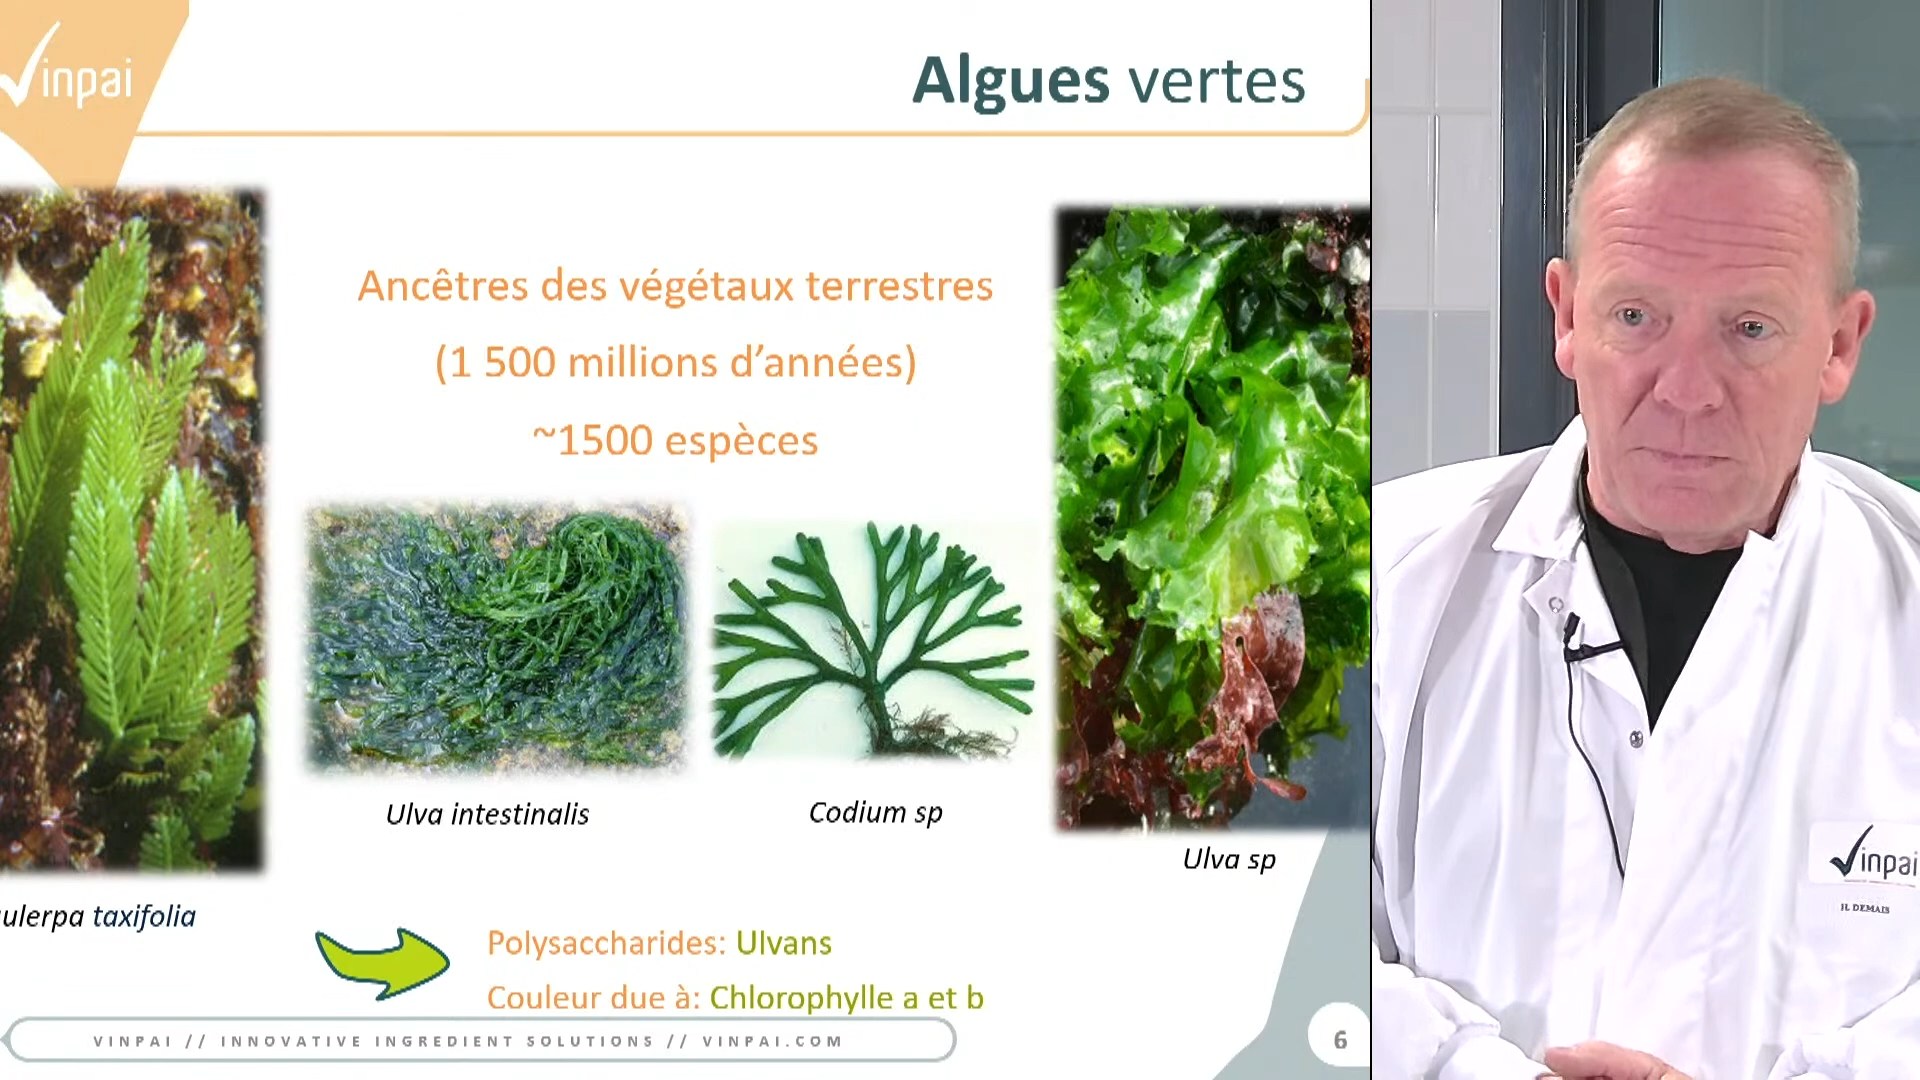 Vinpai
Algues vertes
Ancêtres des végétaux terrestres
(1 500 millions d’années)
~1500 espèces
Ulva intestinalis
Codium sp
Ulva sp
ulerpa taxifolia
Polysaccharides: Ulvans
Couleur due à: Chlorophylle a et b
VINPAI // INNOVATIVE INGREDIENT SOLUTIONS // VINPAI.COM
6
Vinpai
H. DEMAIS